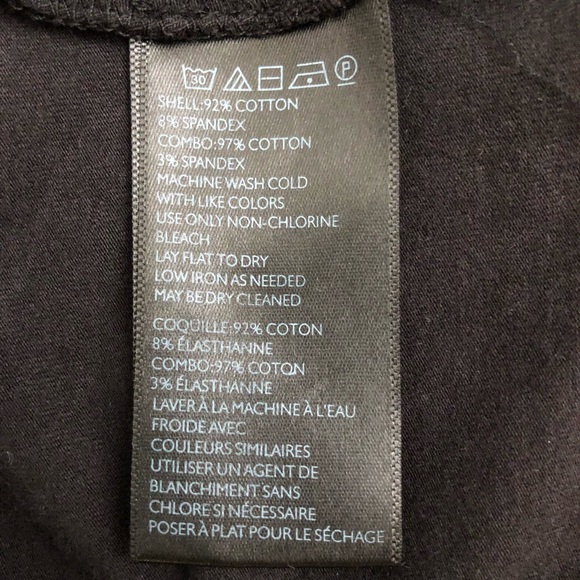 30
P
SHELL:92% COTTON
8% SPANDEX
COMBO:97% COTTON
3% SPANDEX
MACHINE WASH COLD
WITH LIKE COLORS
USE ONLY NON-CHLORINE
BLEACH
LAY FLAT TO DRY
LOW IRON AS NEEDED
MAY BE DRY CLEANED
COQUILLE:92% COTON
8% ÉLASTHANNE
COMBO:97% COTON
3% ÉLASTHANNE
LAVER À LA MACHINE À L'EAU
FROIDE AVEC
COULEURS SIMILAIRES
UTILISER UN AGENT DE
BLANCHIMENT SANS
CHLORE SI NÉCESSAIRE
POSER À PLAT POUR LE SÉCHAGE